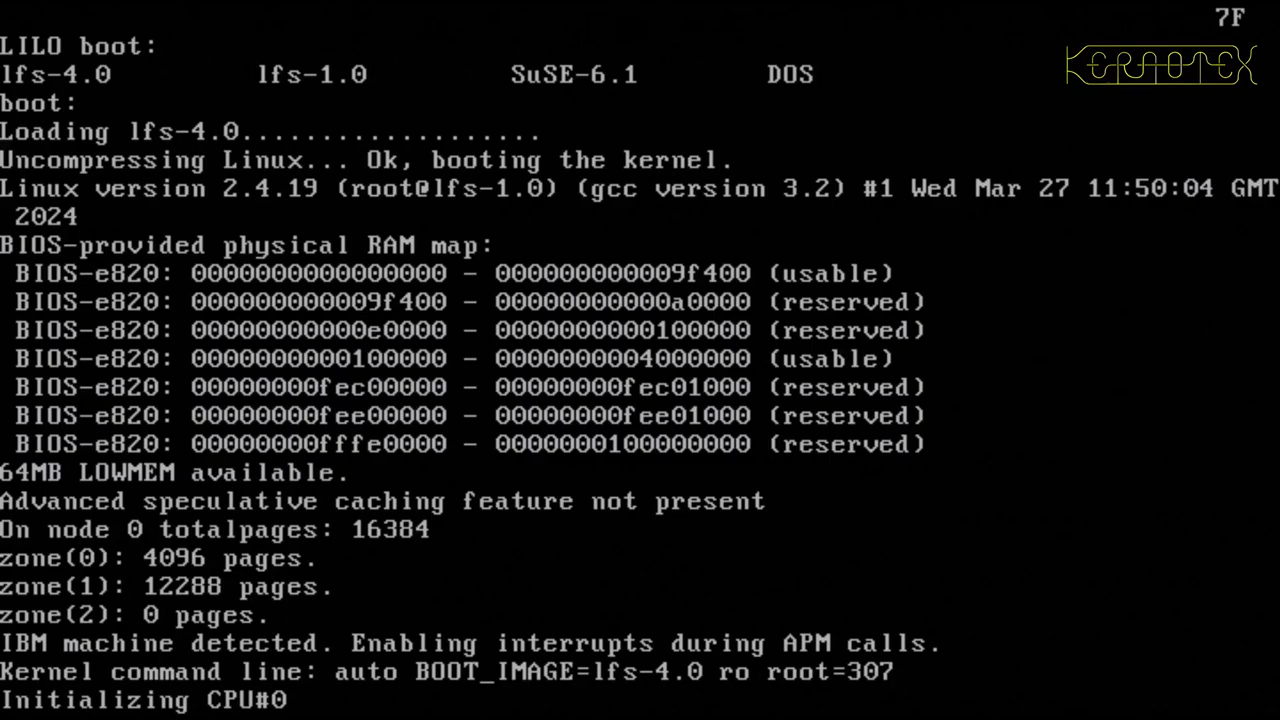 7F
LILO boot:
lfs-4.0 lfs-1.0 SuSE-6.1 DOS
KERNOTEX
boot:
Loading lfs-4.0...................
Uncompressing Linux... Ok, booting the kernel.
Linux version 2.4.19 (root@lfs-1.0) (gcc version 3.2) #1 Wed Mar 27 11:50:04 GMT
2024
BIOS-provided physical RAM map:
BIOS-e820: 0000000000000000 - 000000000009f400 (usable)
BIOS-e820: 000000000009f400 - 00000000000a0000 (reserved)
BIOS-e820: 00000000000e0000 - 0000000000100000 (reserved)
BIOS-e820: 0000000000100000 - 0000000004000000 (usable)
BIOS-e820: 00000000fec00000 - 00000000fec01000 (reserved)
BIOS-e820: 00000000fee00000 - 00000000fee01000 (reserved)
BIOS-e820: 00000000fffe0000 - 0000000100000000 (reserved)
64MB LOWMEM available.
Advanced speculative caching feature not present
On node 0 totalpages: 16384
zone(0): 4096 pages.
zone(1): 12288 pages.
zone(2): 0 pages.
IBM machine detected. Enabling interrupts during APM calls.
Kernel command line: auto BOOT_IMAGE=lfs-4.0 ro root=307
Initializing CPU#0